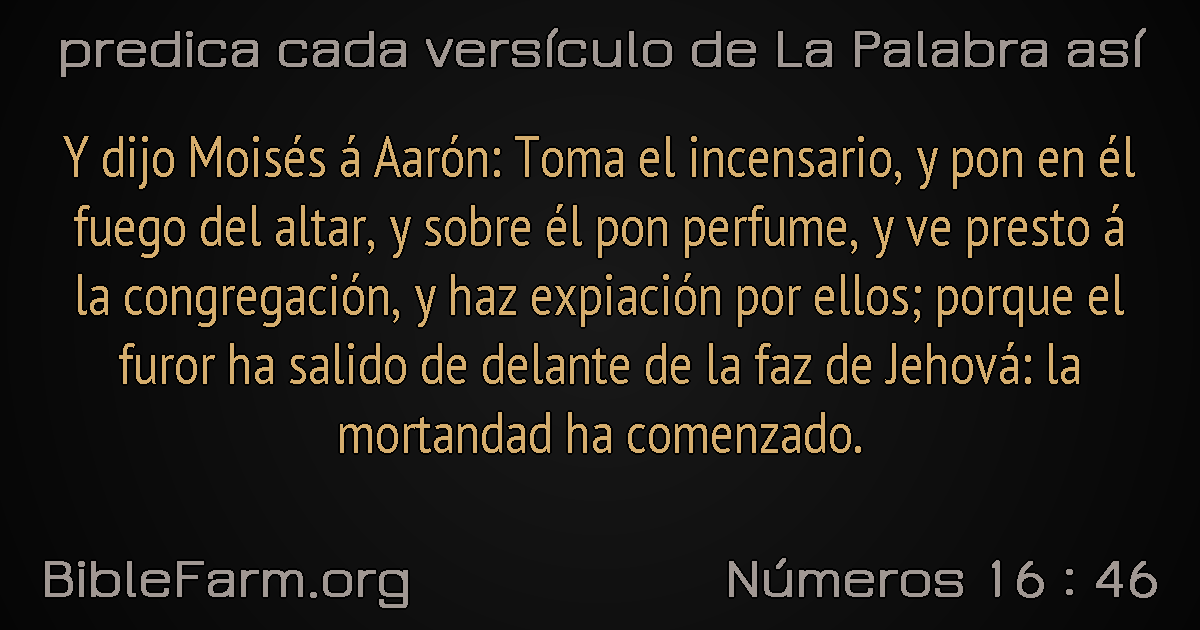 predica cada versículo de La Palabra así
Y dijo Moisés á Aarón: Toma el incensario, y pon en él
fuego del altar, y sobre él pon perfume, y ve presto á
la congregación, y haz expiación por ellos; porque el
furor ha salido de delante de la faz de Jehová: la
mortandad ha comenzado.
BibleFarm.org
Números 16 : 46